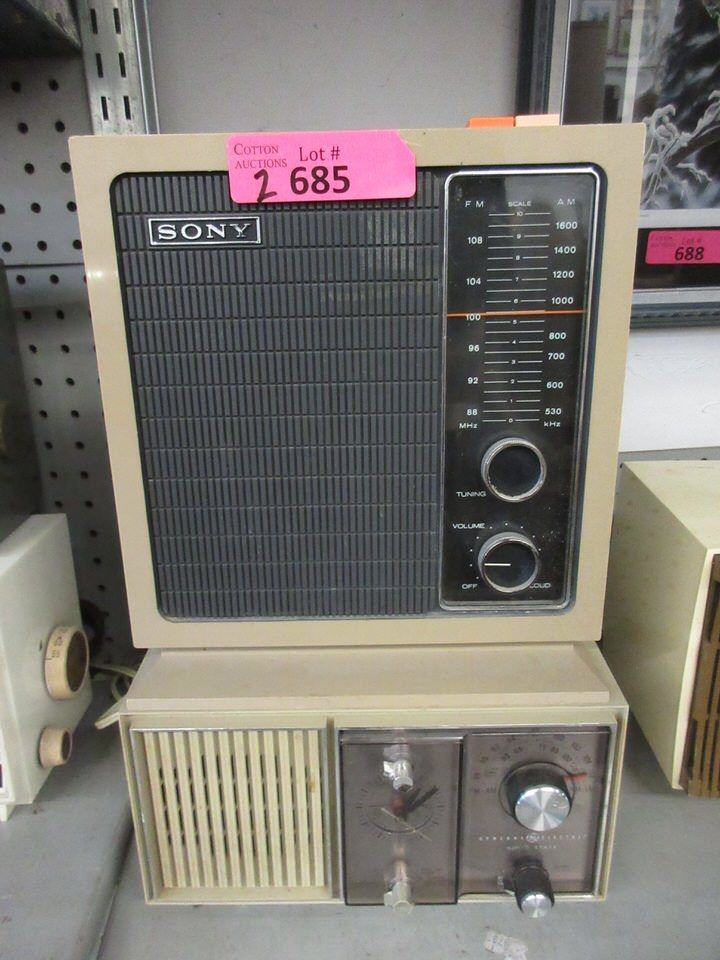 COTTON
AUCTIONS
Lot #
2 685
SONY
FM SCALE AM
10
1600
108
9
1400
8
104
7
1200
6
1000
100
5
800
96
4
700
3
92
2
600
1
88
530
MHz
0
kHz
TUNING
VOLUME
OFF
LOUD
Lot #
688
GENERAL ELECTRIC
SOLID STATE